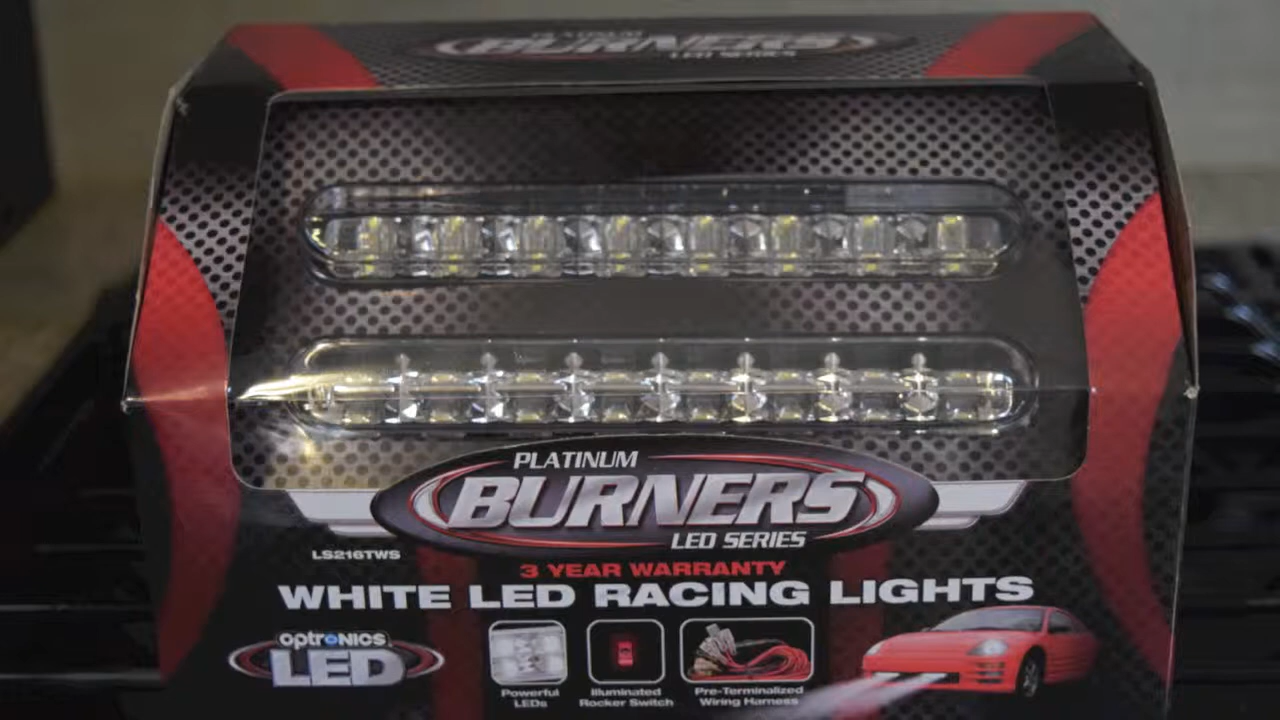 PLATINUM
BURNERS
LED SERIES
PLATINUM
BURNERS
LED SERIES
LS216TWS
3 YEAR WARRANTY
WHITE LED RACING LIGHTS
optrONICS
LED
Powerful
LEDs
Illuminated
Rocker Switch
Pre-Terminalized
Wiring Harness